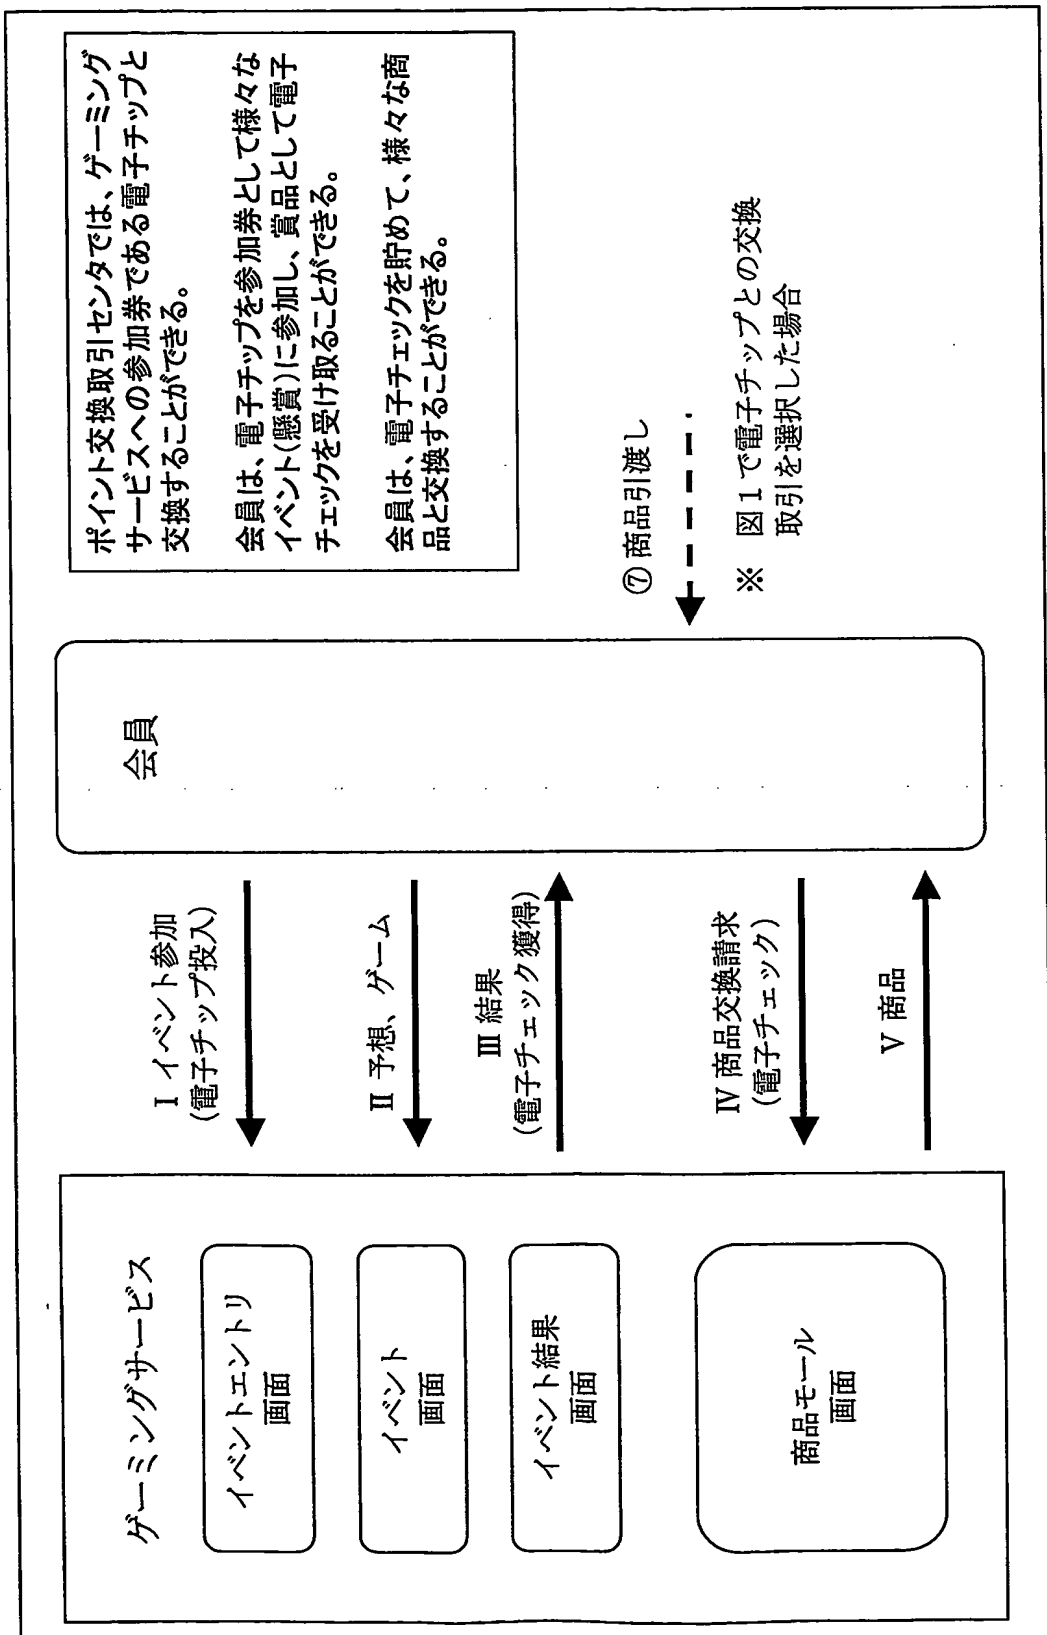 ゲーミングサービス
イベントエントリ
画面
イベント
画面
イベント結果
画面
商品モール
画面
Ⅰ イベント参加
(電子チップ投入)
Ⅱ 予想、ゲーム
Ⅲ 結果
(電子チェック獲得)
Ⅳ 商品交換請求
(電子チェック)
Ⅴ 商品
会員
ポイント交換取引センタでは、ゲーミング
サービスへの参加券である電子チップと
交換することができる。
会員は、電子チップを参加券として様々な
イベント(懸賞)に参加し、賞品として電子
チェックを受け取ることができる。
会員は、電子チェックを貯めて、様々な商
品と交換することができる。
⑦ 商品引渡し
※ 図1で電子チップとの交換
取引を選択した場合